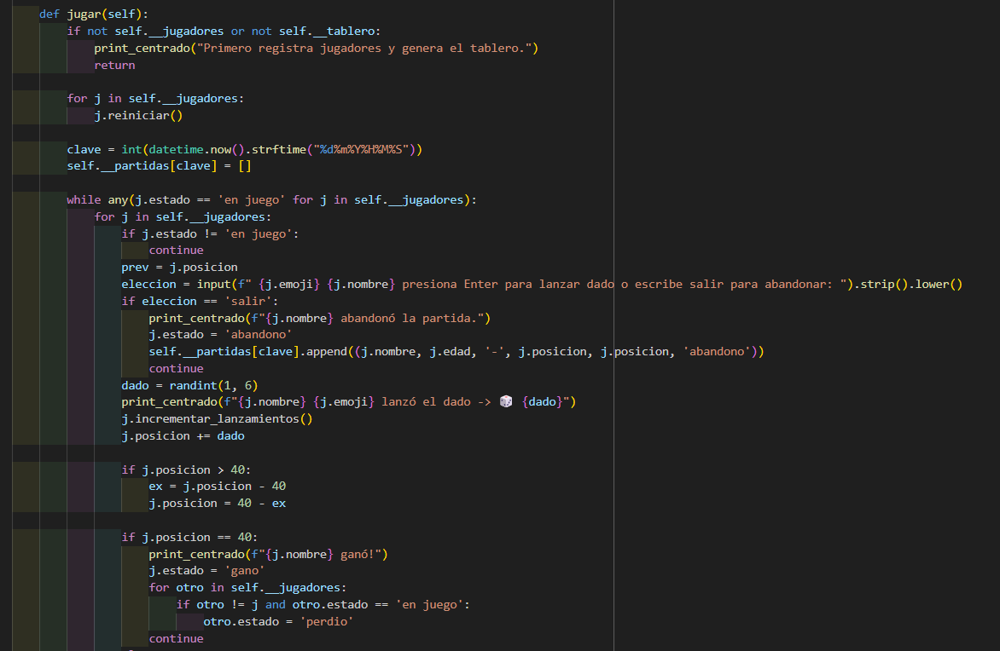 def jugar(self):
if not self.__jugadores or not self.__tablero:
print_centrado("Primero registra jugadores y genera el tablero.")
return
for j in self.__jugadores:
j.reiniciar()
clave = int(datetime.now().strftime("%d%m%Y%H%M%S"))
self.__partidas[clave] = []
while any(j.estado == 'en juego' for j in self.__jugadores):
for j in self.__jugadores:
if j.estado != 'en juego':
continue
prev = j.posicion
eleccion = input(f" {j.emoji} {j.nombre} presiona Enter para lanzar dado o escribe salir para abandonar: ").strip().lower()
if eleccion == 'salir':
print_centrado(f"{j.nombre} abandonó la partida.")
j.estado = 'abandono'
self.__partidas[clave].append((j.nombre, j.edad, '-', j.posicion, j.posicion, 'abandono'))
continue
dado = randint(1, 6)
print_centrado(f"{j.nombre} {j.emoji} lanzó el dado -> 🎲 {dado}")
j.incrementar_lanzamientos()
j.posicion += dado
if j.posicion > 40:
ex = j.posicion - 40
j.posicion = 40 - ex
if j.posicion == 40:
print_centrado(f"{j.nombre} ganó!")
j.estado = 'gano'
for otro in self.__jugadores:
if otro != j and otro.estado == 'en juego':
otro.estado = 'perdio'
continue